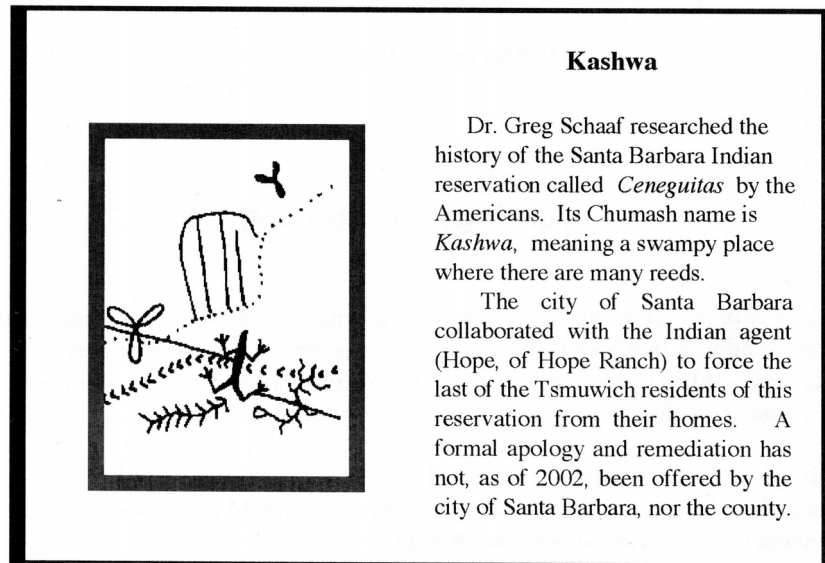 Kashwa
Dr. Greg Schaaf researched the
history of the Santa Barbara Indian
reservation called Ceneguitas by the
Americans. Its Chumash name is
Kashwa, meaning a swampy place
where there are many reeds.
The city of Santa Barbara
collaborated with the Indian agent
(Hope, of Hope Ranch) to force the
last of the Tsmuwich residents of this
reservation from their homes. A
formal apology and remediation has
not, as of 2002, been offered by the
city of Santa Barbara, nor the county.